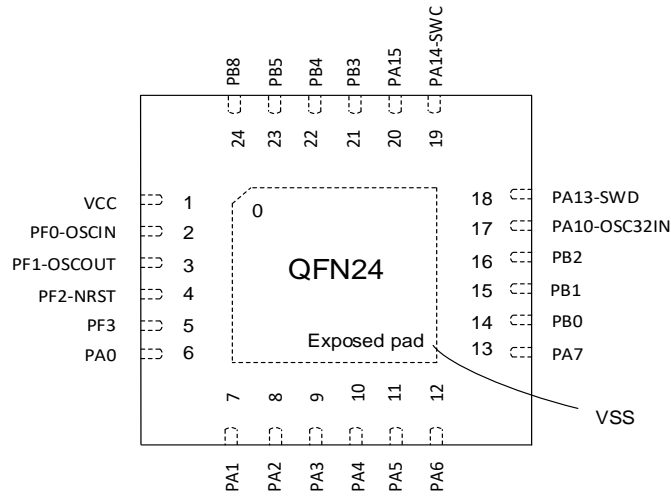 PB8
PB5
PB4
PB3
PA15
PA14-SWC
24
23
22
21
20
19
VCC 1
PF0-OSCIN 2
PF1-OSCOUT 3
PF2-NRST 4
PF3 5
PA0 6
0
QFN24
Exposed pad
18 PA13-SWD
17 PA10-OSC32IN
16 PB2
15 PB1
14 PB0
13 PA7
VSS
7
8
9
10
11
12
PA1
PA2
PA3
PA4
PA5
PA6